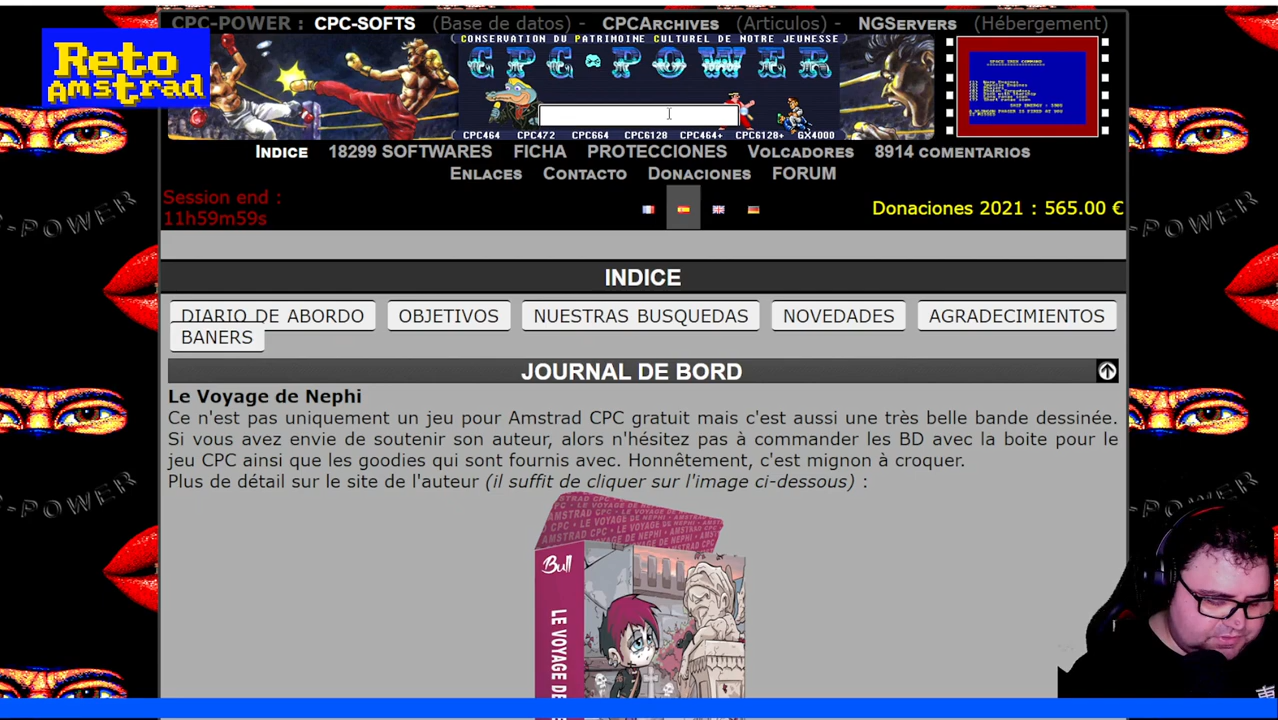 CPC-POWER : CPC-SOFTS (Base de datos) - CPCArchives (Articulos) - NGServers (Hébergement)
Reto
Amstrad
Conservation du Patrimoine Culturel de Notre Jeunesse
CPC POWER
SPACE TREK COMMAND
CPC464 CPC472 CPC664 CPC6128 CPC464+ CPC6128+ GX4000
Indice 18299 SOFTWARES FICHA PROTECCIONES Volcadores 8914 comentarios
Enlaces Contacto Donaciones FORUM
Session end :
11h59m59s
Donaciones 2021 : 565.00 €
INDICE
DIARIO DE ABORDO OBJETIVOS NUESTRAS BUSQUEDAS NOVEDADES AGRADECIMIENTOS
BANERS
JOURNAL DE BORD
Le Voyage de Nephi
Ce n'est pas uniquement un jeu pour Amstrad CPC gratuit mais c'est aussi une très belle bande dessinée.
Si vous avez envie de soutenir son auteur, alors n'hésitez pas à commander les BD avec la boite pour le
jeu CPC ainsi que les goodies qui sont fournis avec. Honnêtement, c'est mignon à croquer.
Plus de détail sur le site de l'auteur (il suffit de cliquer sur l'image ci-dessous) :
AMSTRAD CPC • LE VOYAGE DE NEPHI
Bull
LE VOYAGE DE